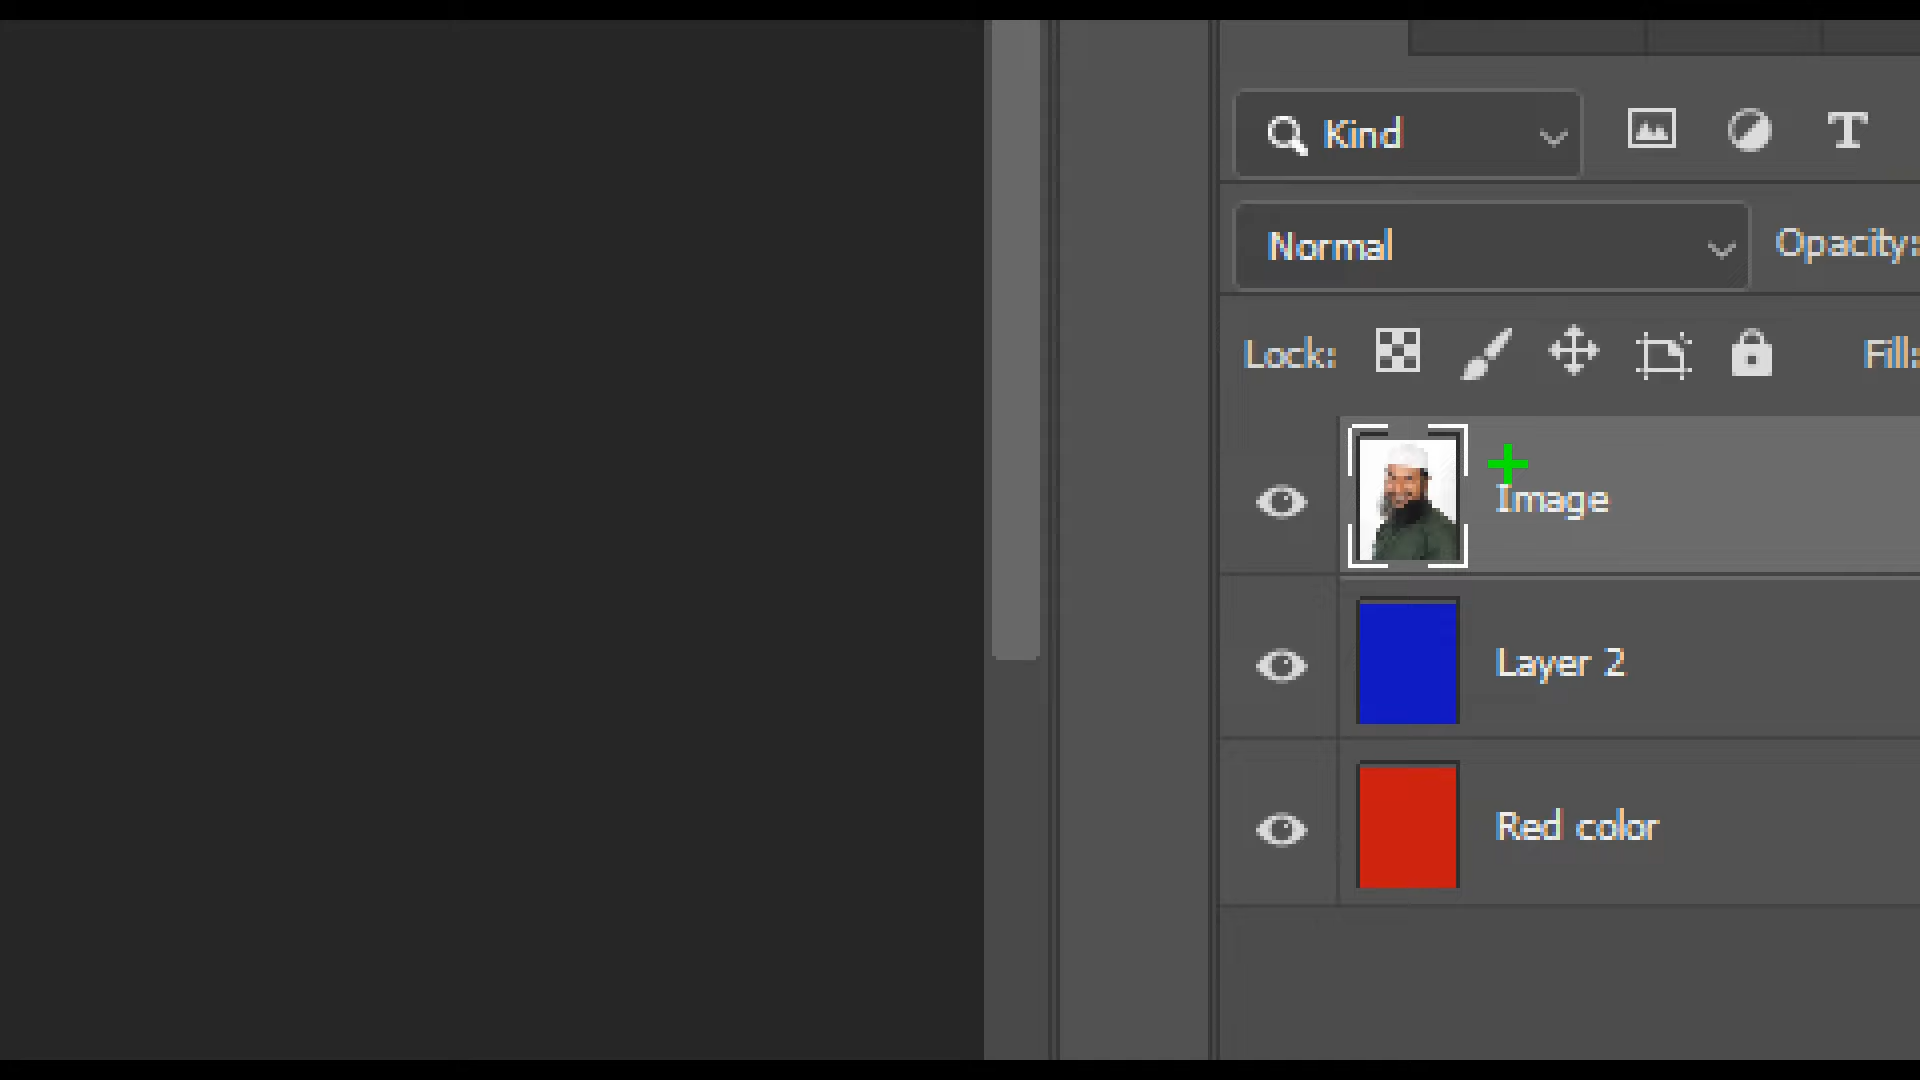 Kind
Normal
Opacity:
Lock:
Fill:
Image
Layer 2
Red color